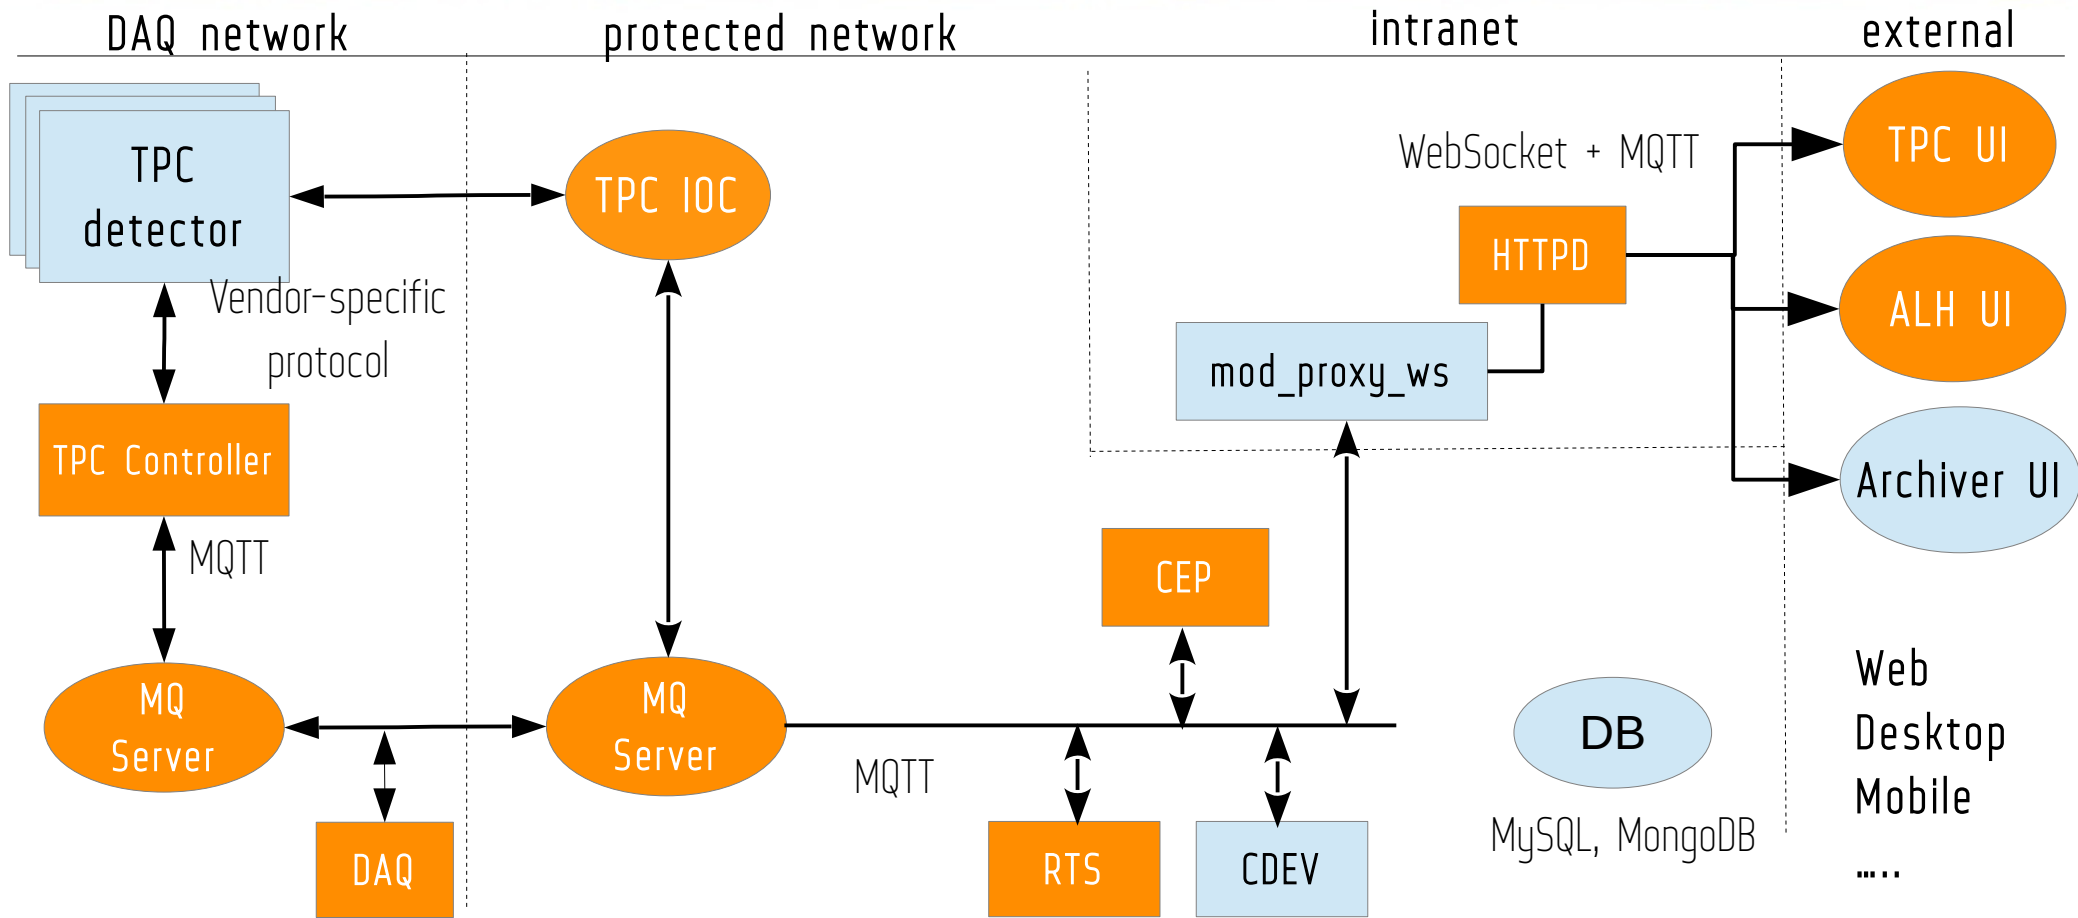 DAQ network
protected network
intranet
external
TPC
detector
Vendor-specific
protocol
TPC Controller
MQTT
MQ
Server
DAQ
TPC IOC
MQ
Server
MQTT
CEP
RTS
CDEV
WebSocket + MQTT
HTTPD
mod_proxy_ws
DB
MySQL, MongoDB
TPC UI
ALH UI
Archiver UI
Web
Desktop
Mobile
.....